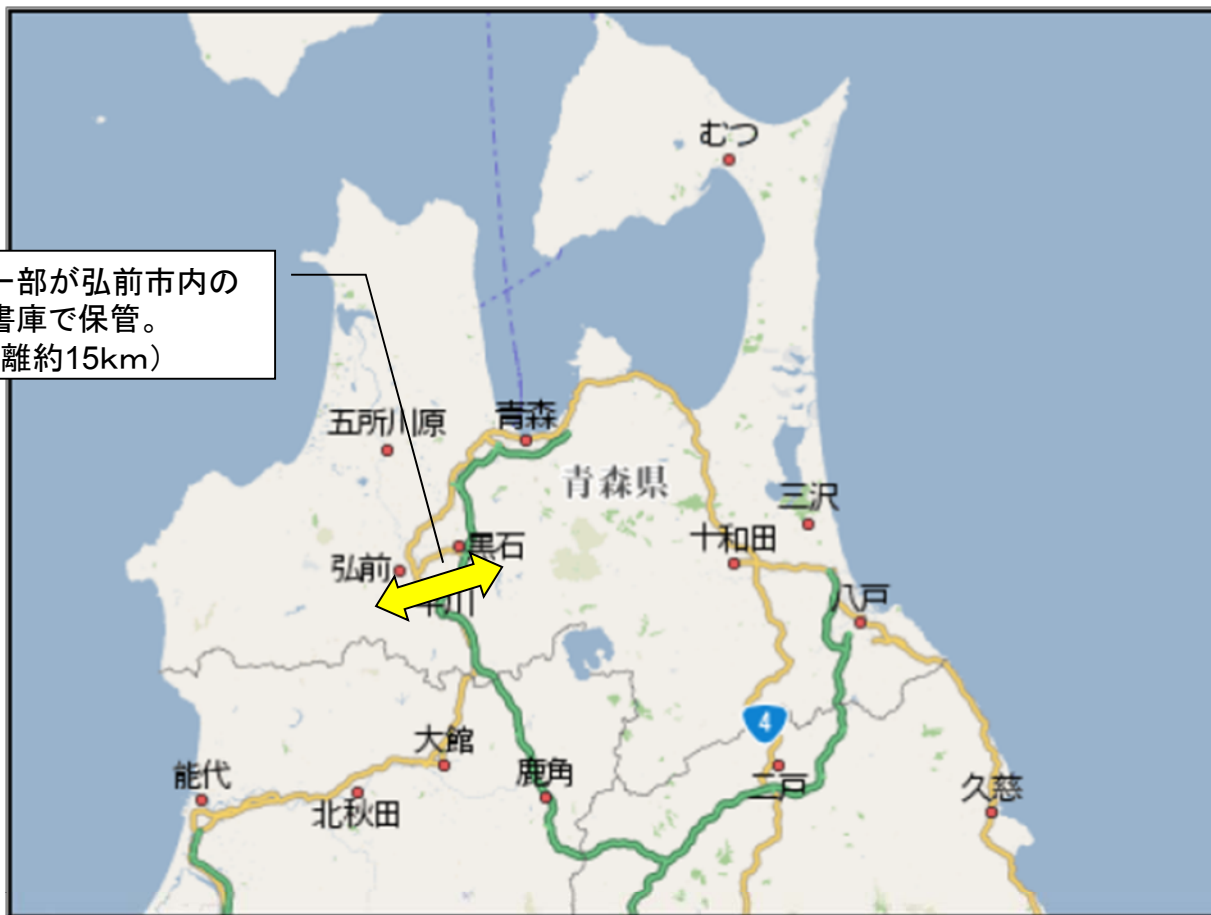 むつ
一部が弘前市内の
書庫で保管。
離約15km）
五所川原
青森
青森県
三沢
黒石
十和田
弘前
平川
八戸
4
大館
能代
鹿角
二戸
久慈
北秋田